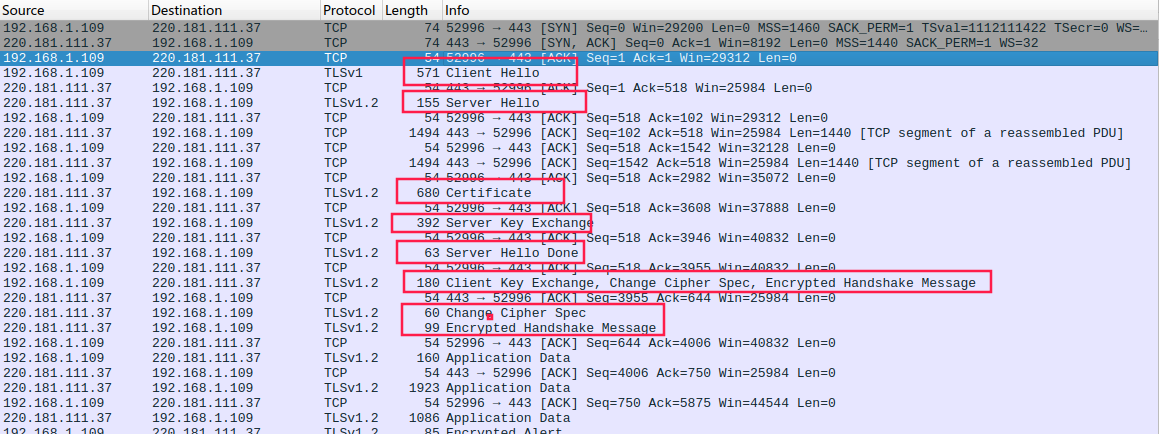 Source Destination Protocol Length Info
192.168.1.109 220.181.111.37 TCP 74 52996 → 443 [SYN] Seq=0 Win=29200 Len=0 MSS=1460 SACK_PERM=1 TSval=1112111422 TSecr=0 WS=…
220.181.111.37 192.168.1.109 TCP 74 443 → 52996 [SYN, ACK] Seq=0 Ack=1 Win=8192 Len=0 MSS=1440 SACK_PERM=1 WS=32
192.168.1.109 220.181.111.37 TCP 54 52996 → 443 [ACK] Seq=1 Ack=1 Win=29312 Len=0
192.168.1.109 220.181.111.37 TLSv1 571 Client Hello
220.181.111.37 192.168.1.109 TCP 54 443 → 52996 [ACK] Seq=1 Ack=518 Win=25984 Len=0
220.181.111.37 192.168.1.109 TLSv1.2 155 Server Hello
192.168.1.109 220.181.111.37 TCP 54 52996 → 443 [ACK] Seq=518 Ack=102 Win=29312 Len=0
220.181.111.37 192.168.1.109 TCP 1494 443 → 52996 [ACK] Seq=102 Ack=518 Win=25984 Len=1440 [TCP segment of a reassembled PDU]
192.168.1.109 220.181.111.37 TCP 54 52996 → 443 [ACK] Seq=518 Ack=1542 Win=32128 Len=0
220.181.111.37 192.168.1.109 TCP 1494 443 → 52996 [ACK] Seq=1542 Ack=518 Win=25984 Len=1440 [TCP segment of a reassembled PDU]
192.168.1.109 220.181.111.37 TCP 54 52996 → 443 [ACK] Seq=518 Ack=2982 Win=35072 Len=0
220.181.111.37 192.168.1.109 TLSv1.2 680 Certificate
192.168.1.109 220.181.111.37 TCP 54 52996 → 443 [ACK] Seq=518 Ack=3608 Win=37888 Len=0
220.181.111.37 192.168.1.109 TLSv1.2 392 Server Key Exchange
192.168.1.109 220.181.111.37 TCP 54 52996 → 443 [ACK] Seq=518 Ack=3946 Win=40832 Len=0
220.181.111.37 192.168.1.109 TLSv1.2 63 Server Hello Done
192.168.1.109 220.181.111.37 TCP 54 52996 → 443 [ACK] Seq=518 Ack=3955 Win=40832 Len=0
192.168.1.109 220.181.111.37 TLSv1.2 180 Client Key Exchange, Change Cipher Spec, Encrypted Handshake Message
220.181.111.37 192.168.1.109 TCP 54 443 → 52996 [ACK] Seq=3955 Ack=644 Win=25984 Len=0
220.181.111.37 192.168.1.109 TLSv1.2 60 Change Cipher Spec
220.181.111.37 192.168.1.109 TLSv1.2 99 Encrypted Handshake Message
192.168.1.109 220.181.111.37 TCP 54 52996 → 443 [ACK] Seq=644 Ack=4006 Win=40832 Len=0
192.168.1.109 220.181.111.37 TLSv1.2 160 Application Data
220.181.111.37 192.168.1.109 TCP 54 443 → 52996 [ACK] Seq=4006 Ack=750 Win=25984 Len=0
220.181.111.37 192.168.1.109 TLSv1.2 1923 Application Data
192.168.1.109 220.181.111.37 TCP 54 52996 → 443 [ACK] Seq=750 Ack=5875 Win=44544 Len=0
220.181.111.37 192.168.1.109 TLSv1.2 1086 Application Data
192.168.1.109 220.181.111.37 TLSv1.2 85 Encrypted Alert